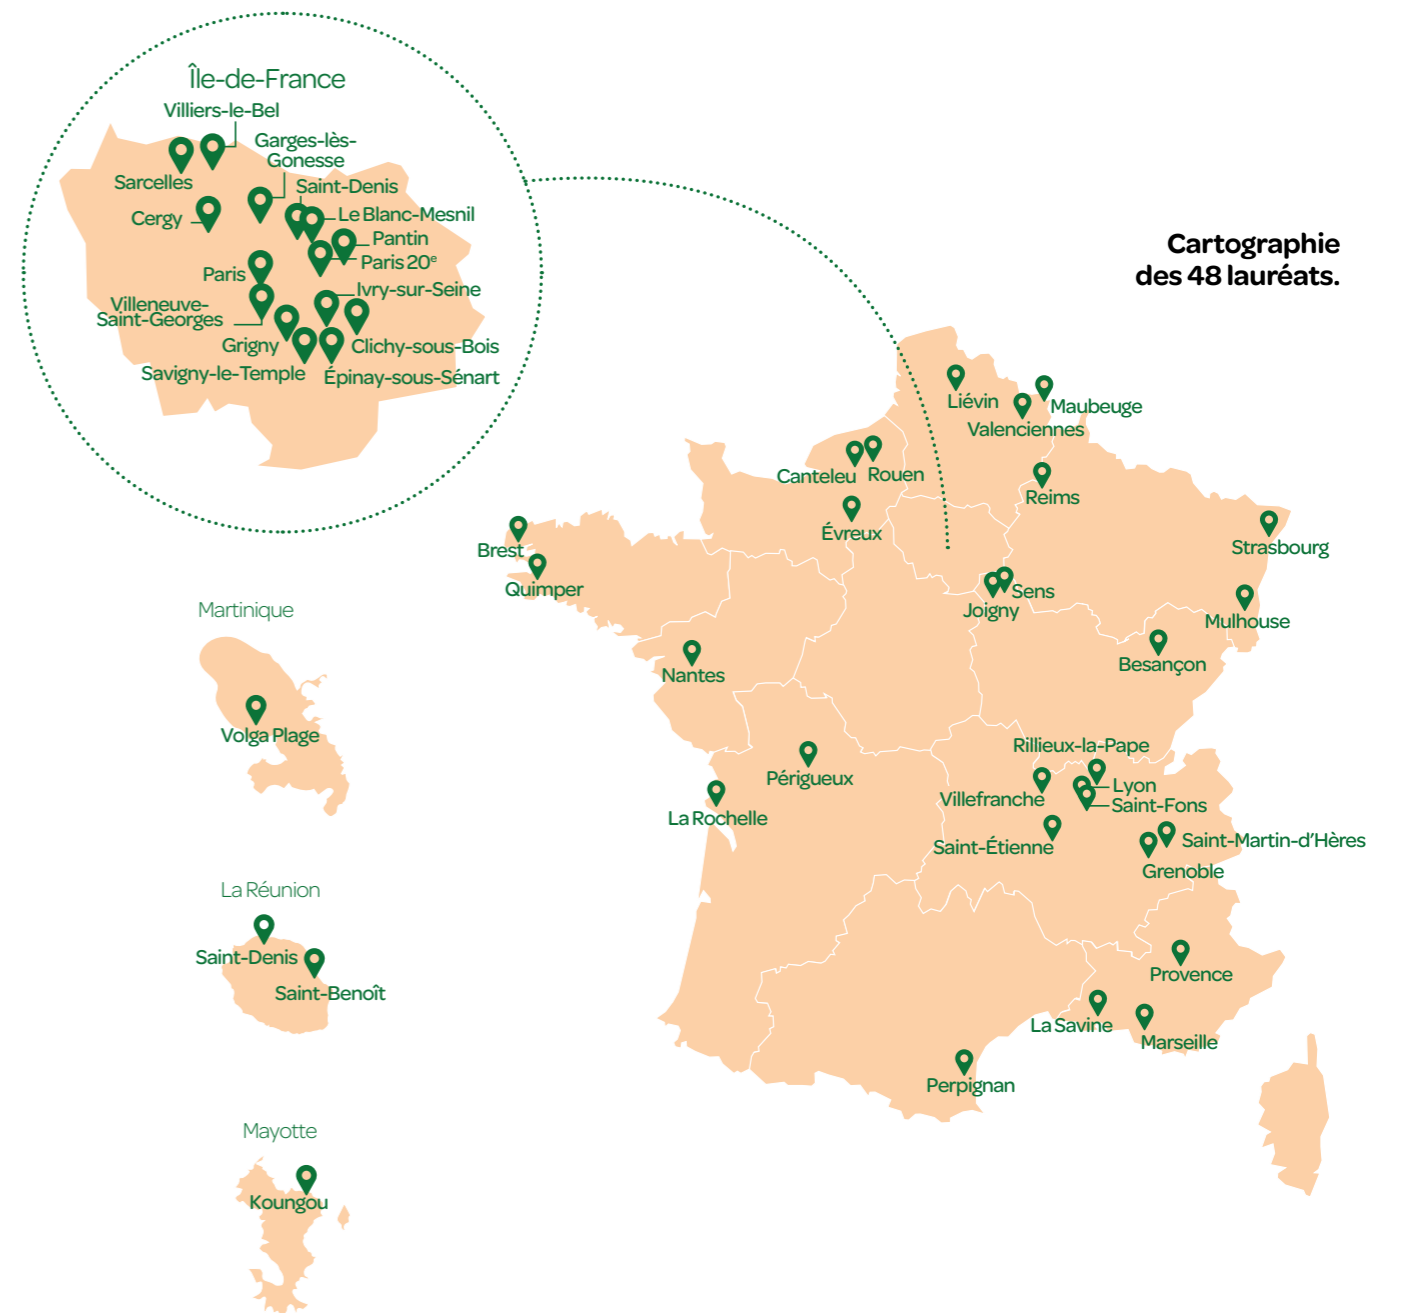 Île-de-France
Villiers-le-Bel
Garges-lès-
Gonesse
Sarcelles
Saint-Denis
Cergy
Le Blanc-Mesnil
Pantin
Paris 20e
Paris
Ivry-sur-Seine
Villeneuve-
Saint-Georges
Grigny
Clichy-sous-Bois
Savigny-le-Temple
Épinay-sous-Sénart
Cartographie
des 48 lauréats.
Liévin
Maubeuge
Valenciennes
Canteleu
Rouen
Reims
Évreux
Strasbourg
Brest
Quimper
Sens
Joigny
Mulhouse
Besançon
Nantes
Rillieux-la-Pape
Périgueux
Lyon
Villefranche
Saint-Fons
La Rochelle
Saint-Étienne
Saint-Martin-d'Hères
Grenoble
Provence
La Savine
Marseille
Perpignan
Martinique
Volga Plage
La Réunion
Saint-Denis
Saint-Benoît
Mayotte
Koungou